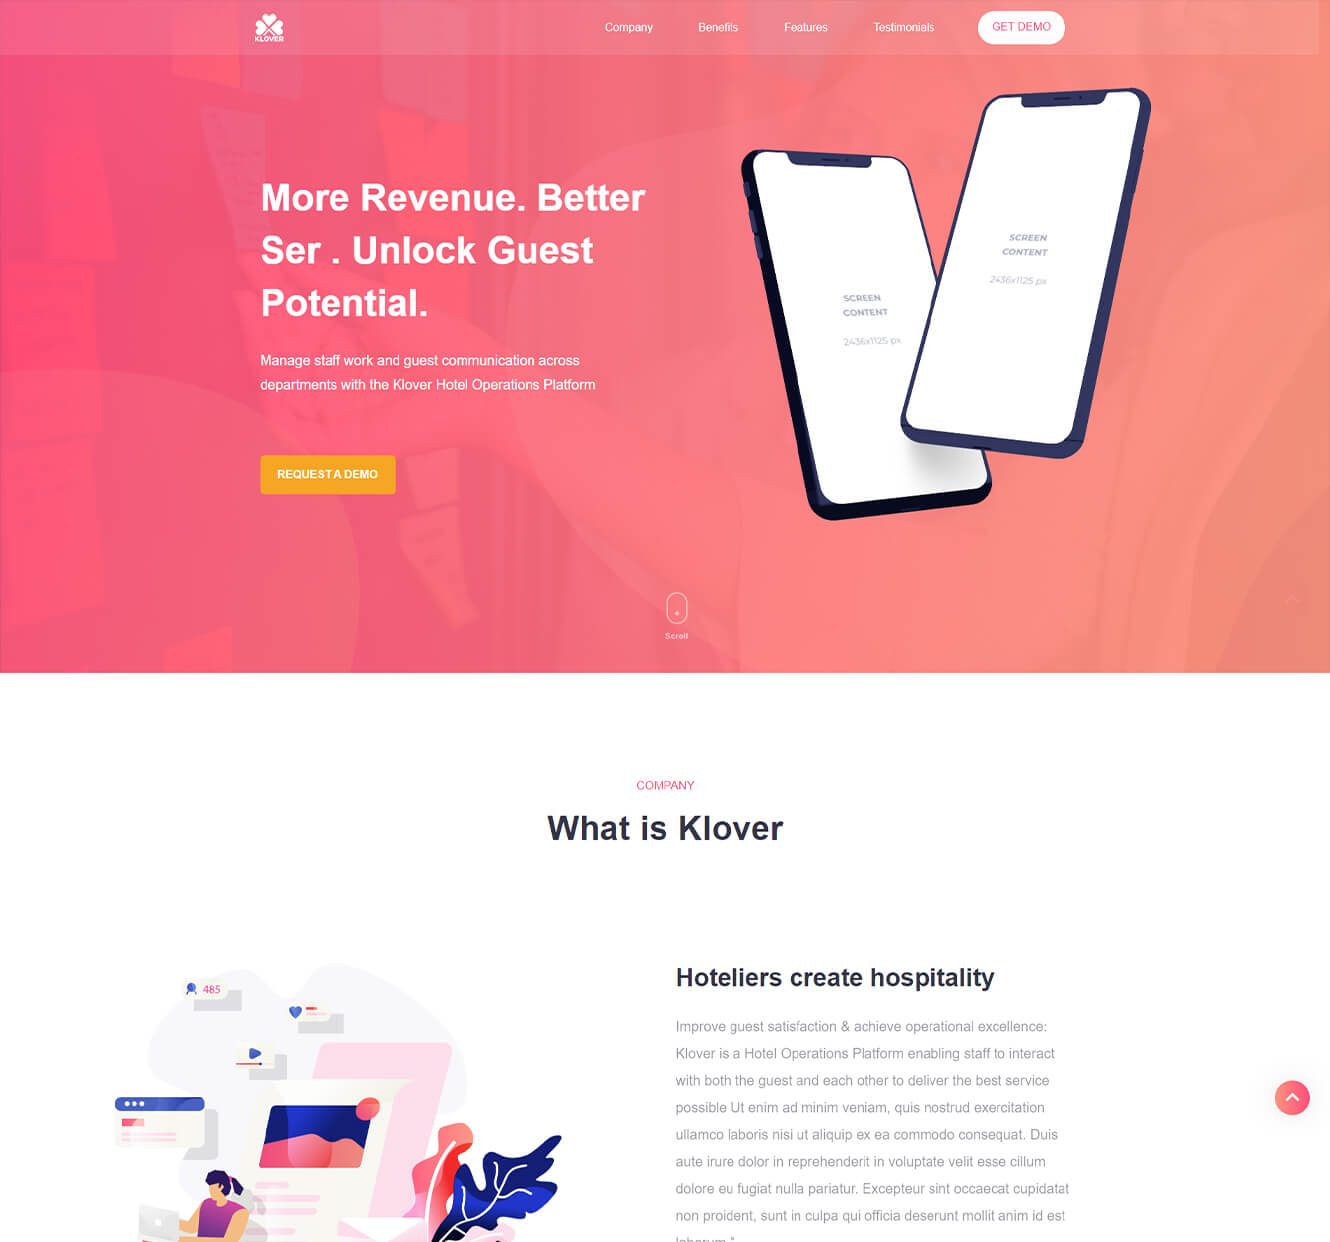 KLOVER
Company
Benefits
Features
Testimonials
GET DEMO
More Revenue. Better
Ser . Unlock Guest
Potential.
Manage staff work and guest communication across
departments with the Klover Hotel Operations Platform
REQUEST A DEMO
SCREEN
CONTENT
2436x1125 px
SCREEN
CONTENT
2436x1125 px
Scroll
COMPANY
What is Klover
485
Hoteliers create hospitality
Improve guest satisfaction & achieve operational excellence:
Klover is a Hotel Operations Platform enabling staff to interact
with both the guest and each other to deliver the best service
possible Ut enim ad minim veniam, quis nostrud exercitation
ullamco laboris nisi ut aliquip ex ea commodo consequat. Duis
aute irure dolor in reprehenderit in voluptate velit esse cillum
dolore eu fugiat nulla pariatur. Excepteur sint occaecat cupidatat
non proident, sunt in culpa qui officia deserunt mollit anim id est